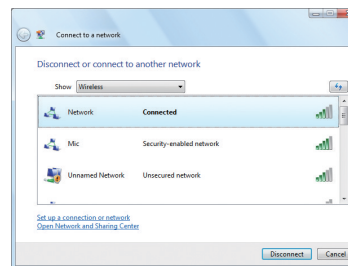 Connect to a network
Disconnect or connect to another network
Show Wireless
Network Connected
Mic Security-enabled network
Unnamed Network Unsecured network
Set up a connection or network
Open Network and Sharing Center
Disconnect Cancel